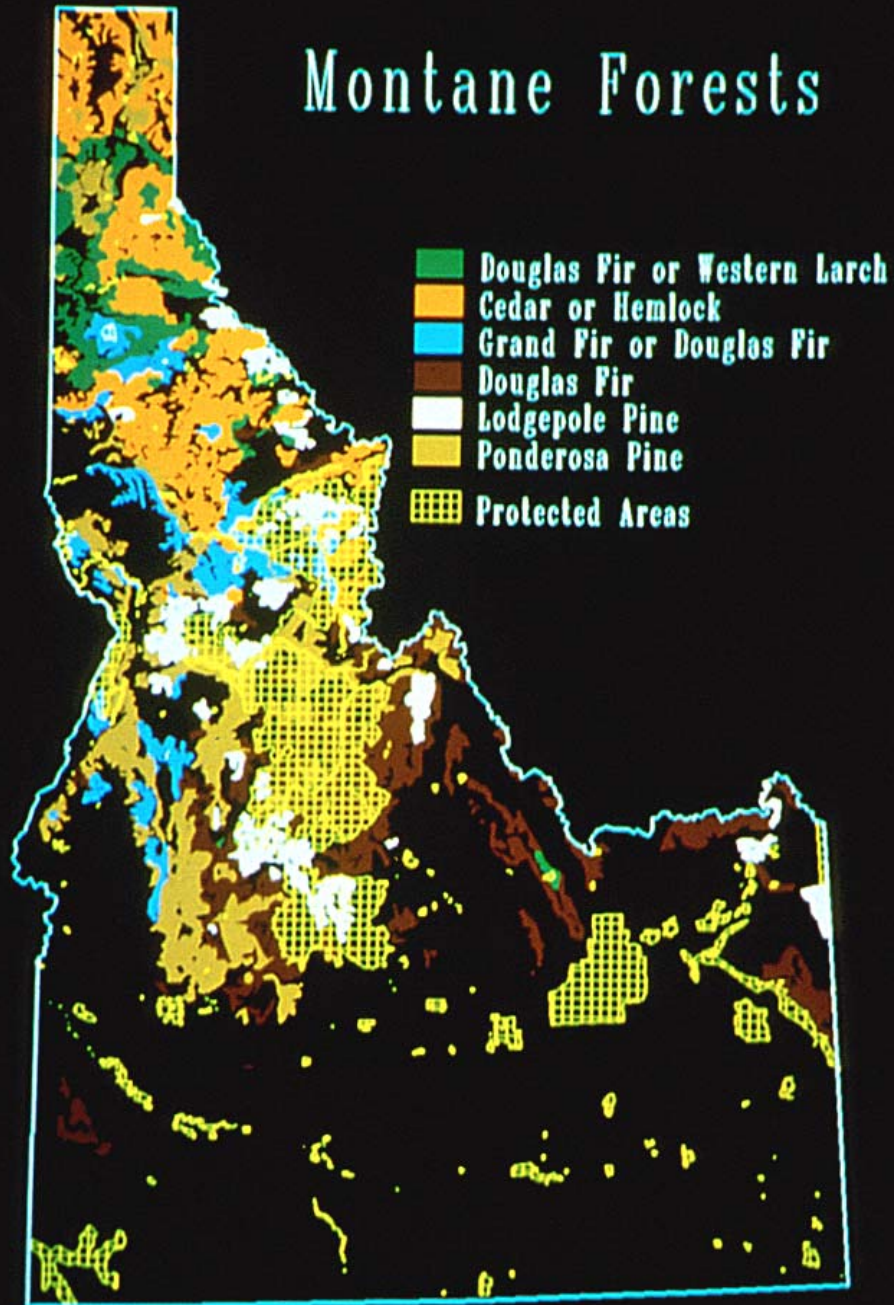 Montane Forests
Douglas Fir or Western Larch
Cedar or Hemlock
Grand Fir or Douglas Fir
Douglas Fir
Lodgepole Pine
Ponderosa Pine
Protected Areas